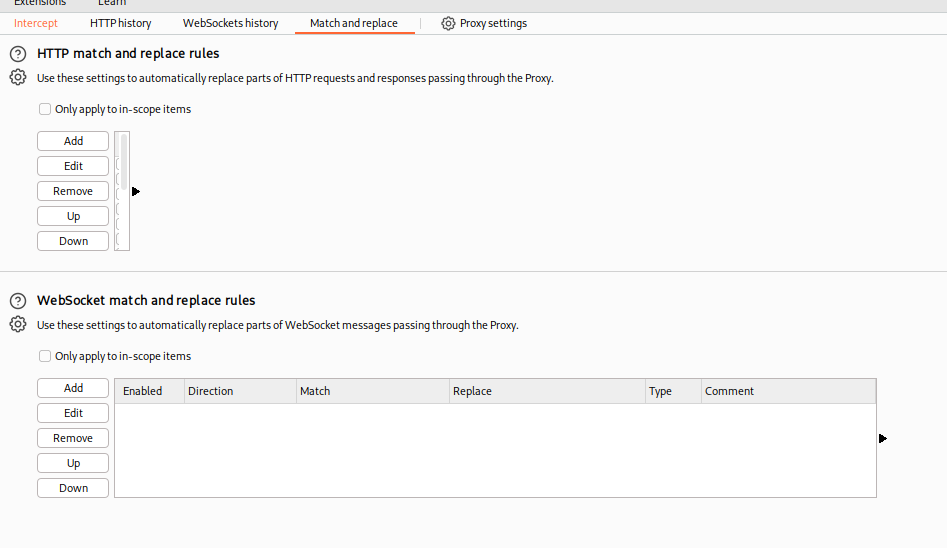 Extensions Learn
Intercept HTTP history WebSockets history Match and replace Proxy settings
HTTP match and replace rules
Use these settings to automatically replace parts of HTTP requests and responses passing through the Proxy.
Only apply to in-scope items
Add
Edit
Remove
Up
Down
WebSocket match and replace rules
Use these settings to automatically replace parts of WebSocket messages passing through the Proxy.
Only apply to in-scope items
Add
Enabled Direction Match Replace Type Comment
Edit
Remove
Up
Down